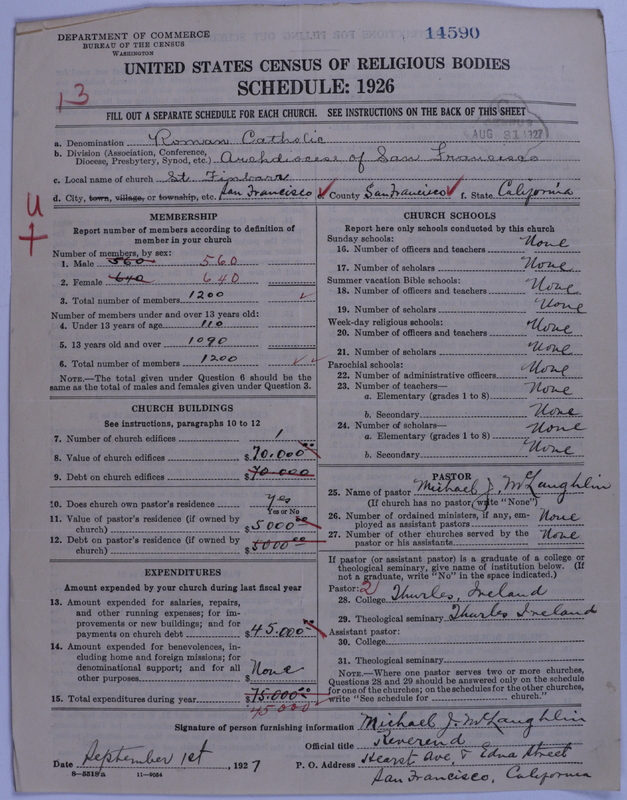 DEPARTMENT OF COMMERCE
BUREAU OF THE CENSUS
WASHINGTON
14590
UNITED STATES CENSUS OF RELIGIOUS BODIES
SCHEDULE: 1926
13
FILL OUT A SEPARATE SCHEDULE FOR EACH CHURCH. SEE INSTRUCTIONS ON THE BACK OF THIS SHEET
AUG 31 1927
a. Denomination Roman Catholic
b. Division (Association, Conference, Diocese, Presbytery, Synod, etc.) Archdiocese of San Francisco
c. Local name of church St Finbarr
d. City, town, village, or township, etc. San Francisco e. County San Francisco f. State California
U
+
MEMBERSHIP
Report number of members according to definition of
member in your church
Number of members, by sex:
1. Male 560 560
2. Female 640 640
3. Total number of members 1200
Number of members under and over 13 years old:
4. Under 13 years of age 110
5. 13 years old and over 1090
6. Total number of members 1200
NOTE.—The total given under Question 6 should be the
same as the total of males and females given under Question 3.
CHURCH BUILDINGS
See instructions, paragraphs 10 to 12
7. Number of church edifices 1
8. Value of church edifices $70,000 00
9. Debt on church edifices $70 000
10. Does church own pastor's residence yes
Yes or No
11. Value of pastor's residence (if owned by
church) $5000 00
12. Debt on pastor's residence (if owned by
church) $5000 00
EXPENDITURES
Amount expended by your church during last fiscal year
13. Amount expended for salaries, repairs,
and other running expenses; for im-
provements or new buildings; and for
payments on church debt $45.000 00
14. Amount expended for benevolences, in-
cluding home and foreign missions; for
denominational support; and for all
other purposes $ None
15. Total expenditures during year $75.000 00
45000
CHURCH SCHOOLS
Report here only schools conducted by this church
Sunday schools:
16. Number of officers and teachers None
17. Number of scholars None
Summer vacation Bible schools:
18. Number of officers and teachers None
19. Number of scholars None
Week-day religious schools:
20. Number of officers and teachers None
21. Number of scholars None
Parochial schools:
22. Number of administrative officers None
23. Number of teachers—
a. Elementary (grades 1 to 8) None
b. Secondary None
24. Number of scholars—
a. Elementary (grades 1 to 8) None
b. Secondary None
PASTOR
25. Name of pastor Michael J. McLaughlin
(If church has no pastor, write "None")
26. Number of ordained ministers, if any, em-
ployed as assistant pastors None
27. Number of other churches served by the
pastor or his assistants None
If pastor (or assistant pastor) is a graduate of a college or
theological seminary, give name of institution below. (If
not a graduate, write "No" in the space indicated.)
Pastor: 2
28. College Thurles, Ireland
29. Theological seminary Thurles Ireland
Assistant pastor:
30. College
31. Theological seminary
NOTE.—Where one pastor serves two or more churches,
Questions 28 and 29 should be answered only on the schedule
for one of the churches; on the schedules for the other churches,
write "See schedule for church."
Signature of person furnishing information Michael J. McLaughlin
Official title Reverend
Date September 1st, 1927 P. O. Address Hearst Ave, & Edna Street
San Francisco, California
8—5518 a 11—9054